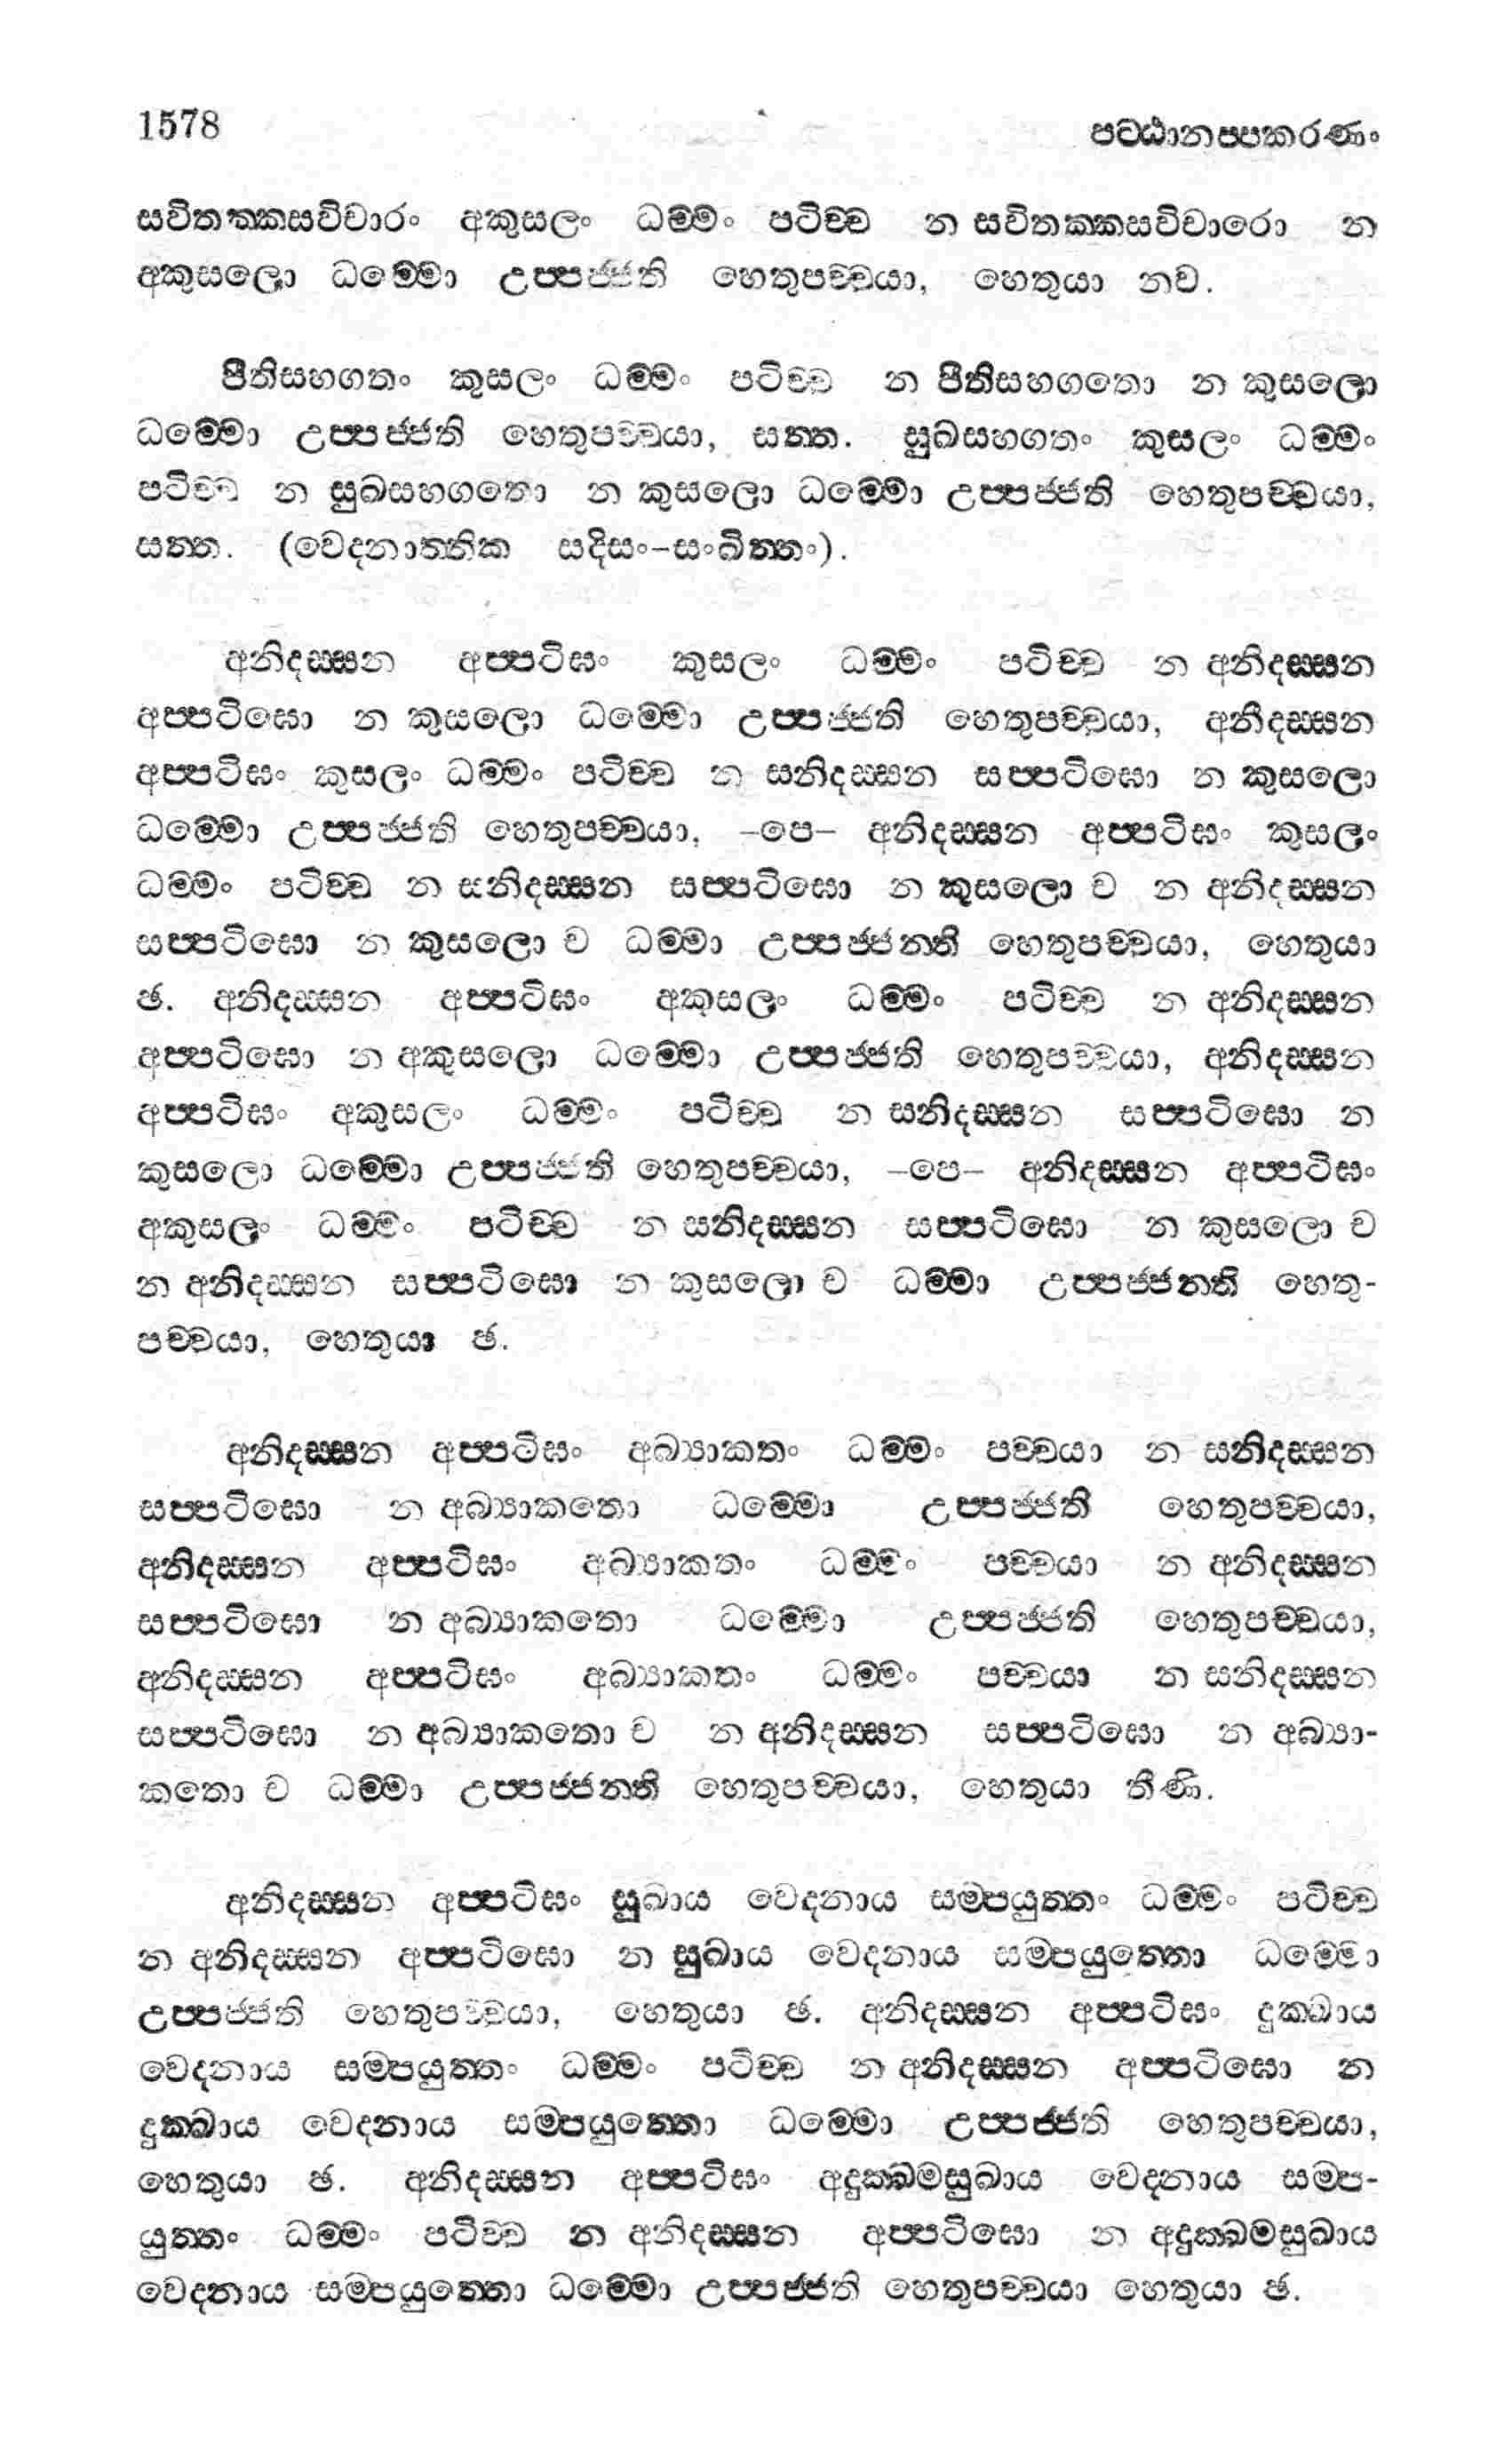 1578
පට්ඨානප්පකරණං
සවිතක්කසවිචාරං අකුසලං ධම්මං පටිච්ච න සවිතක්කසවිචාරො න
අකුසලො ධම්මො උප්පජ්ජති හෙතුපච්චයා, හෙතුයා නව.
පීතිසහගතං කුසලං ධම්මං පටිච්ච න පීතිසහගතො න කුසලො
ධම්මො උප්පජ්ජති හෙතුපච්චයා, සත්ත. සුඛසහගතං කුසලං ධම්මං
පටිච්ච න සුඛසහගතො න කුසලො ධම්මො උප්පජ්ජති හෙතුපච්චයා,
සත්ත. (වෙදනාත්තික සදිසං-සංඛිත්තං).
අනිදස්සන අප්පටිඝං කුසලං ධම්මං පටිච්ච න අනිදස්සන
අප්පටිඝො න කුසලො ධම්මො උප්පජ්ජති හෙතුපච්චයා, අනිදස්සන
අප්පටිඝං කුසලං ධම්මං පටිච්ච න සනිදස්සන සප්පටිඝො න කුසලො
ධම්මො උප්පජ්ජති හෙතුපච්චයා, –පෙ– අනිදස්සන අප්පටිඝං කුසලං
ධම්මං පටිච්ච න සනිදස්සන සප්පටිඝො න කුසලො ච න අනිදස්සන
සප්පටිඝො න කුසලො ච ධම්මා උප්පජ්ජන්ති හෙතුපච්චයා, හෙතුයා
ඡ. අනිදස්සන අප්පටිඝං අකුසලං ධම්මං පටිච්ච න අනිදස්සන
අප්පටිඝො න අකුසලො ධම්මො උප්පජ්ජති හෙතුපච්චයා, අනිදස්සන
අප්පටිඝං අකුසලං ධම්මං පටිච්ච න සනිදස්සන සප්පටිඝො න
කුසලො ධම්මො උප්පජ්ජති හෙතුපච්චයා, –පෙ– අනිදස්සන අප්පටිඝං
අකුසලං ධම්මං පටිච්ච න සනිදස්සන සප්පටිඝො න කුසලො ච
න අනිදස්සන සප්පටිඝො න කුසලො ච ධම්මා උප්පජ්ජන්ති හෙතු-
පච්චයා, හෙතුයා ඡ.
අනිදස්සන අප්පටිඝං අබ්‍යාකතං ධම්මං පච්චයා න සනිදස්සන
සප්පටිඝො න අබ්‍යාකතො ධම්මො උප්පජ්ජති හෙතුපච්චයා,
අනිදස්සන අප්පටිඝං අබ්‍යාකතං ධම්මං පච්චයා න අනිදස්සන
සප්පටිඝො න අබ්‍යාකතො ධම්මො උප්පජ්ජති හෙතුපච්චයා,
අනිදස්සන අප්පටිඝං අබ්‍යාකතං ධම්මං පච්චයා න සනිදස්සන
සප්පටිඝො න අබ්‍යාකතො ච න අනිදස්සන සප්පටිඝො න අබ්‍යා-
කතො ච ධම්මා උප්පජ්ජන්ති හෙතුපච්චයා, හෙතුයා තීණි.
අනිදස්සන අප්පටිඝං සුඛාය වෙදනාය සම්පයුත්තං ධම්මං පටිච්ච
න අනිදස්සන අප්පටිඝො න සුඛාය වෙදනාය සම්පයුත්තො ධම්මො
උප්පජ්ජති හෙතුපච්චයා, හෙතුයා ඡ. අනිදස්සන අප්පටිඝං දුක්ඛාය
වෙදනාය සම්පයුත්තං ධම්මං පටිච්ච න අනිදස්සන අප්පටිඝො න
දුක්ඛාය වෙදනාය සම්පයුත්තො ධම්මො උප්පජ්ජති හෙතුපච්චයා,
හෙතුයා ඡ. අනිදස්සන අප්පටිඝං අදුක්ඛමසුඛාය වෙදනාය සම්ප-
යුත්තං ධම්මං පටිච්ච න අනිදස්සන අප්පටිඝො න අදුක්ඛමසුඛාය
වෙදනාය සම්පයුත්තො ධම්මො උප්පජ්ජති හෙතුපච්චයා හෙතුයා ඡ.